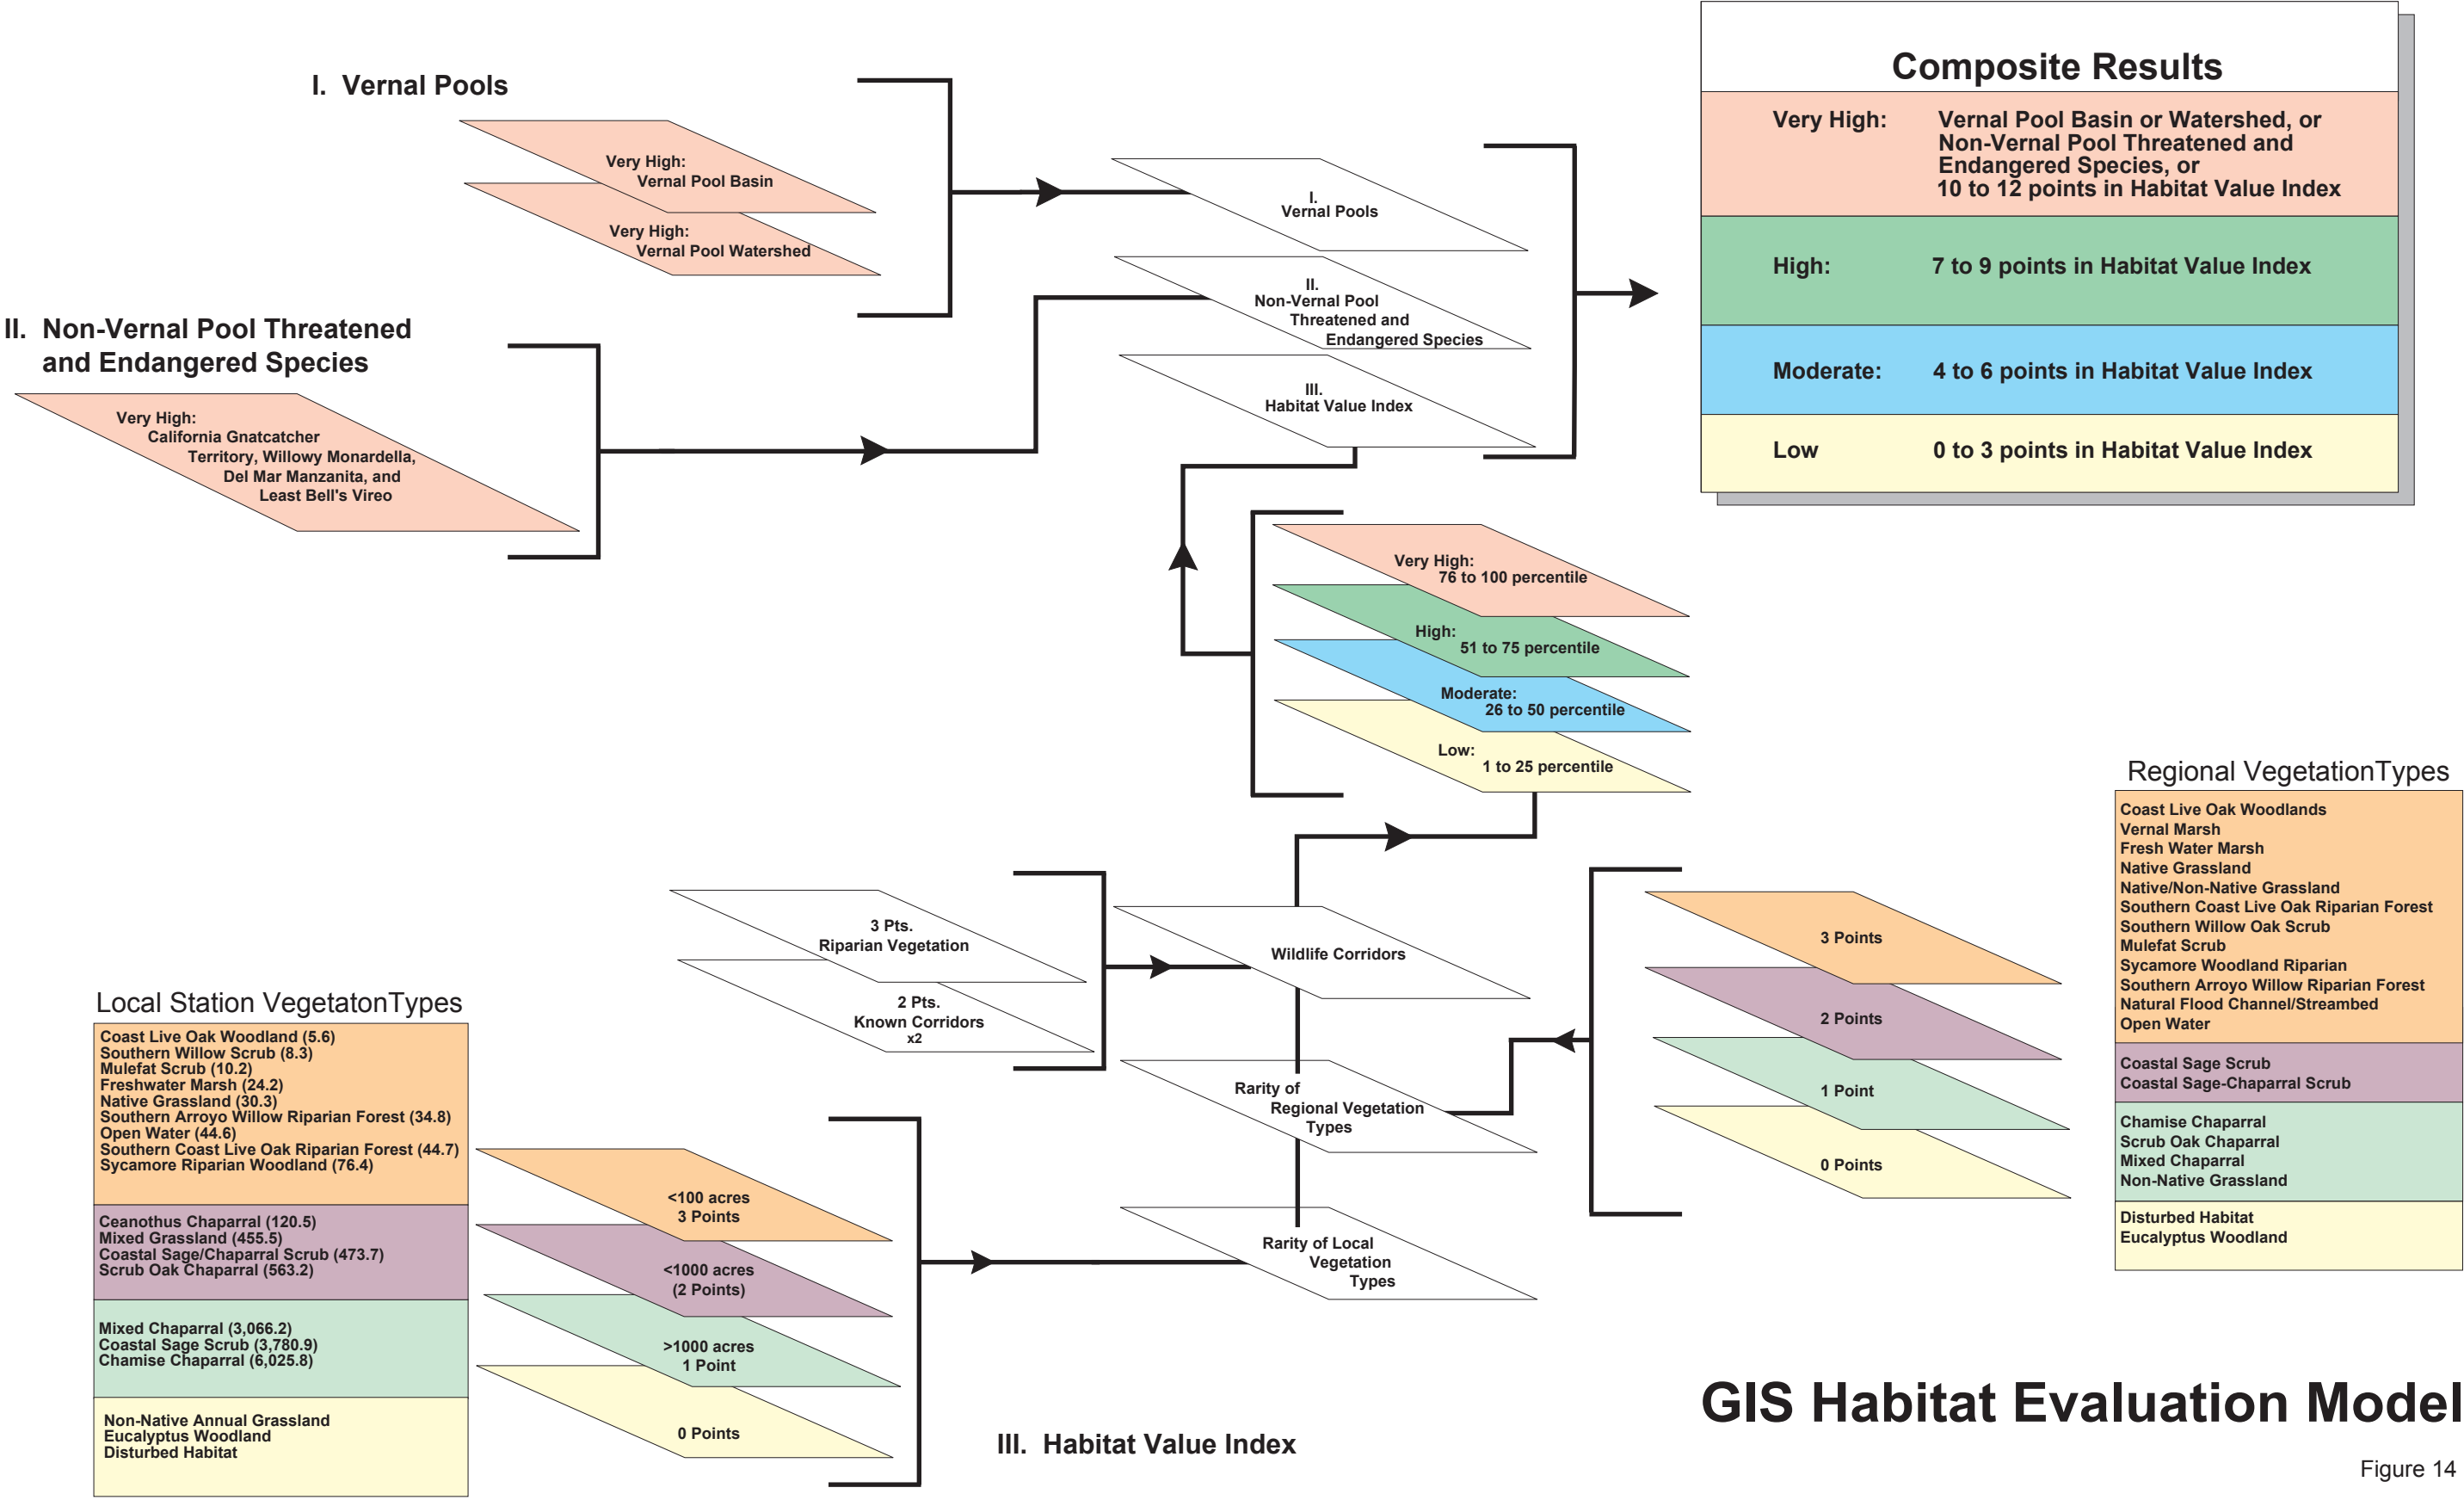 I. Vernal Pools
Very High:
Vernal Pool Basin
Very High:
Vernal Pool Watershed
II. Non-Vernal Pool Threatened
and Endangered Species
Very High:
California Gnatcatcher
Territory, Willowy Monardella,
Del Mar Manzanita, and
Least Bell's Vireo
I.
Vernal Pools
II.
Non-Vernal Pool
Threatened and
Endangered Species
III.
Habitat Value Index
Composite Results
Very High: Vernal Pool Basin or Watershed, or
Non-Vernal Pool Threatened and
Endangered Species, or
10 to 12 points in Habitat Value Index
High: 7 to 9 points in Habitat Value Index
Moderate: 4 to 6 points in Habitat Value Index
Low 0 to 3 points in Habitat Value Index
Very High:
76 to 100 percentile
High:
51 to 75 percentile
Moderate:
26 to 50 percentile
Low:
1 to 25 percentile
3 Pts.
Riparian Vegetation
2 Pts.
Known Corridors
x2
Wildlife Corridors
Rarity of
Regional Vegetation
Types
Rarity of Local
Vegetation
Types
Regional VegetationTypes
Coast Live Oak Woodlands
Vernal Marsh
Fresh Water Marsh
Native Grassland
Native/Non-Native Grassland
Southern Coast Live Oak Riparian Forest
Southern Willow Oak Scrub
Mulefat Scrub
Sycamore Woodland Riparian
Southern Arroyo Willow Riparian Forest
Natural Flood Channel/Streambed
Open Water
Coastal Sage Scrub
Coastal Sage-Chaparral Scrub
Chamise Chaparral
Scrub Oak Chaparral
Mixed Chaparral
Non-Native Grassland
Disturbed Habitat
Eucalyptus Woodland
3 Points
2 Points
1 Point
0 Points
Local Station VegetatonTypes
Coast Live Oak Woodland (5.6)
Southern Willow Scrub (8.3)
Mulefat Scrub (10.2)
Freshwater Marsh (24.2)
Native Grassland (30.3)
Southern Arroyo Willow Riparian Forest (34.8)
Open Water (44.6)
Southern Coast Live Oak Riparian Forest (44.7)
Sycamore Riparian Woodland (76.4)
Ceanothus Chaparral (120.5)
Mixed Grassland (455.5)
Coastal Sage/Chaparral Scrub (473.7)
Scrub Oak Chaparral (563.2)
Mixed Chaparral (3,066.2)
Coastal Sage Scrub (3,780.9)
Chamise Chaparral (6,025.8)
Non-Native Annual Grassland
Eucalyptus Woodland
Disturbed Habitat
<100 acres
3 Points
<1000 acres
(2 Points)
>1000 acres
1 Point
0 Points
III. Habitat Value Index
GIS Habitat Evaluation Model
Figure 14